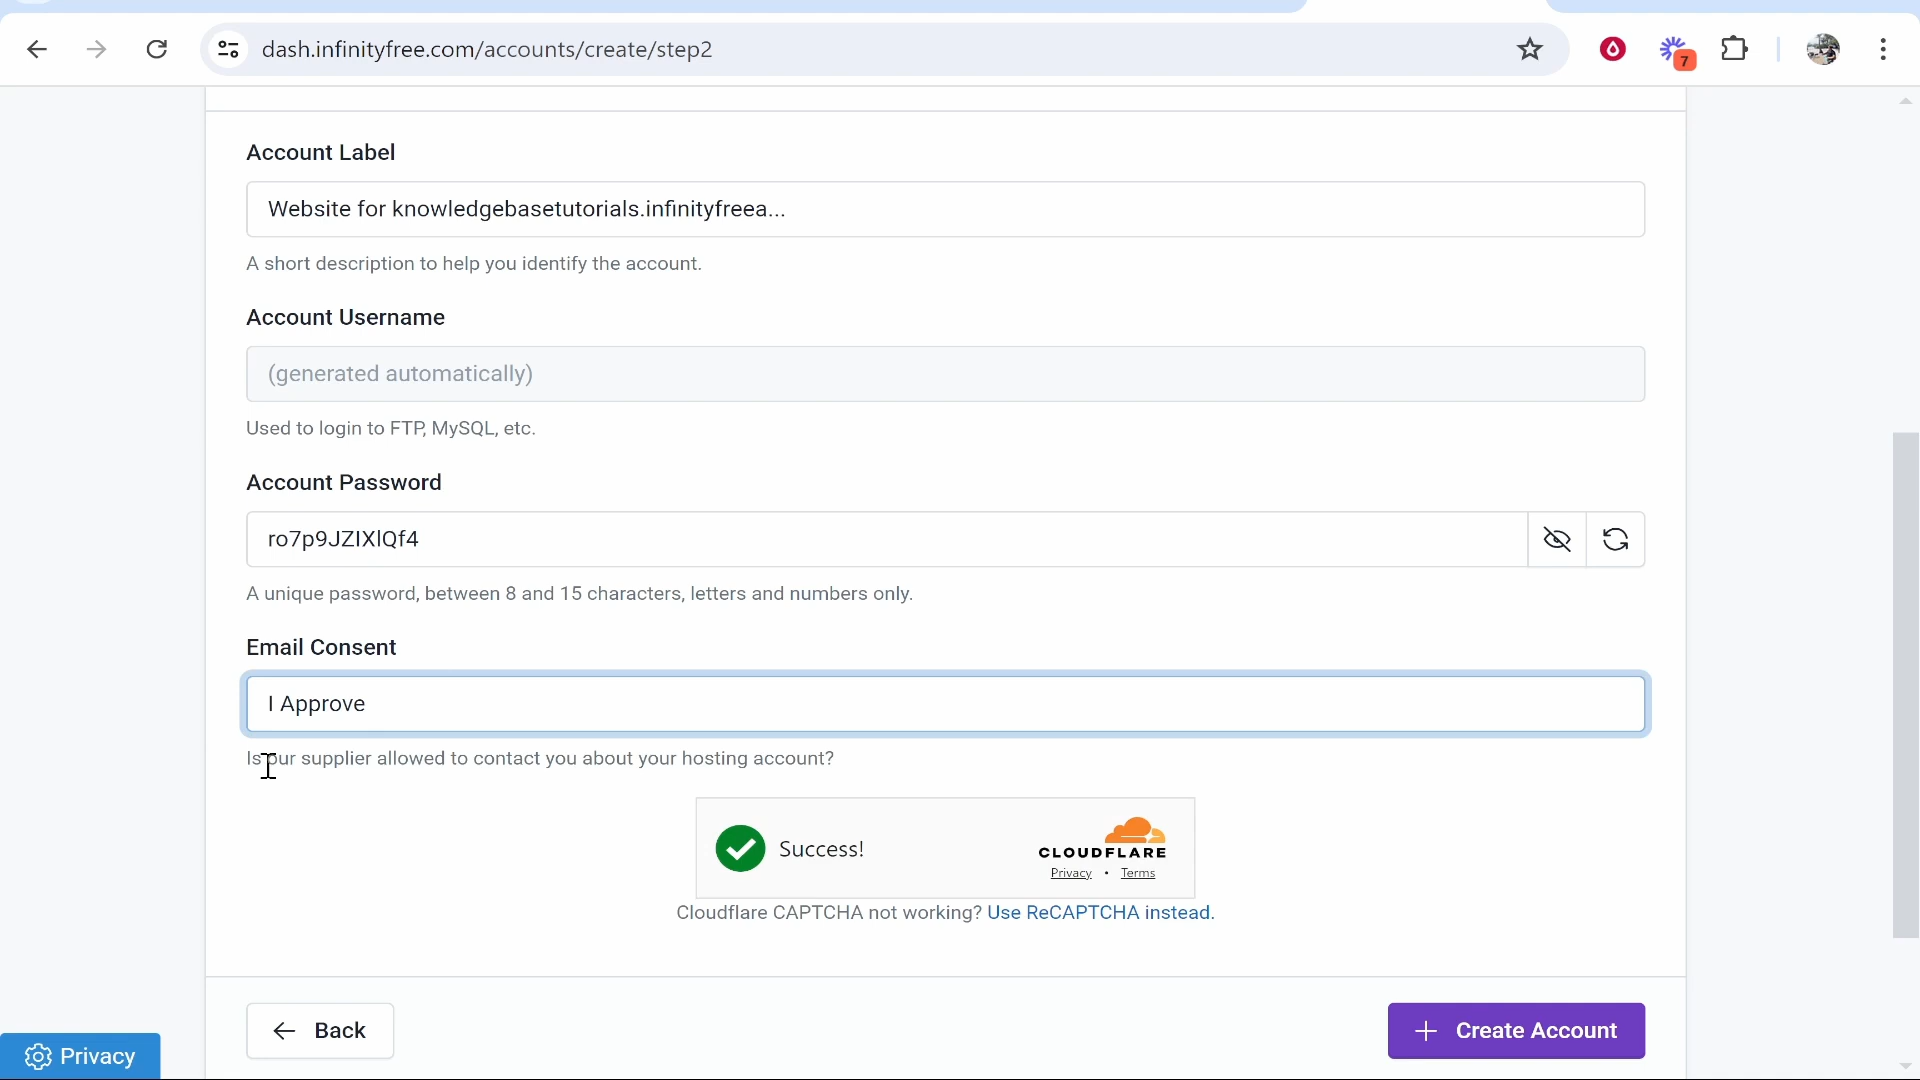 dash.infinityfree.com/accounts/create/step2
7
Account Label
Website for knowledgebasetutorials.infinityfreea...
A short description to help you identify the account.
Account Username
(generated automatically)
Used to login to FTP, MySQL, etc.
Account Password
ro7p9JZIXlQf4
A unique password, between 8 and 15 characters, letters and numbers only.
Email Consent
I Approve
Is our supplier allowed to contact you about your hosting account?
Success!
CLOUDFLARE
Privacy • Terms
Cloudflare CAPTCHA not working? Use ReCAPTCHA instead.
Back
Create Account
Privacy